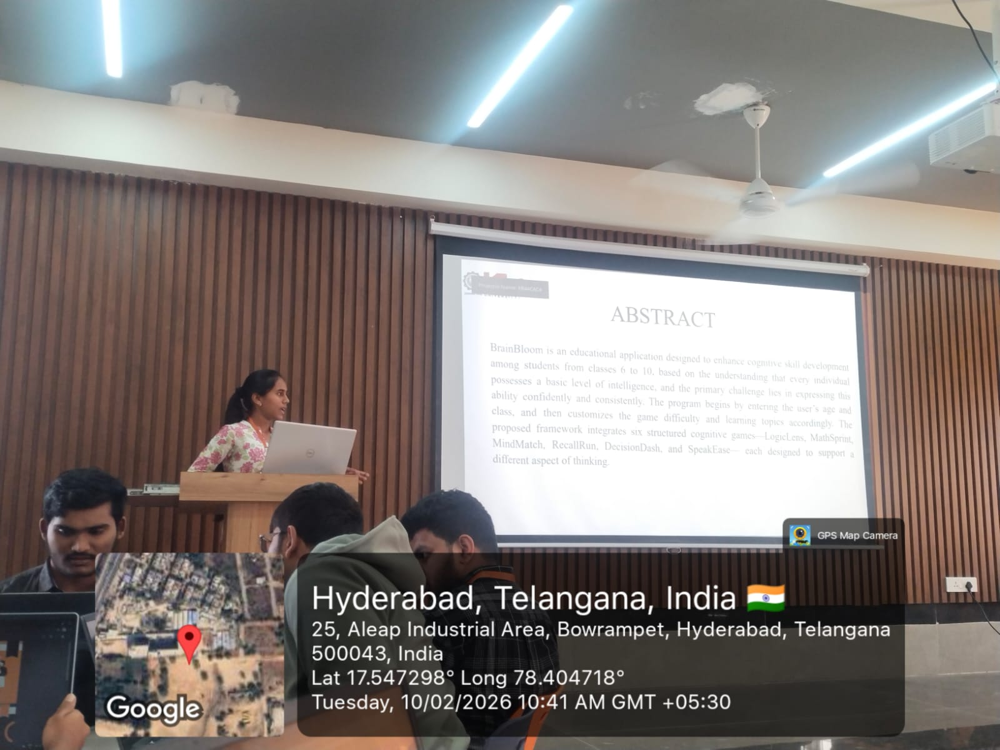 ABSTRACT
BrainBloom is an educational application designed to enhance cognitive skill development
among students from classes 6 to 10, based on the understanding that every individual
possesses a basic level of intelligence, and the primary challenge lies in expressing this
ability confidently and consistently. The program begins by entering the user's age and
class, and then customizes the game difficulty and learning topics accordingly. The
proposed framework integrates six structured cognitive games—LogicLens, MathSprint,
MindMatch, RecallRun, DecisionDash, and SpeakEase— each designed to support a
different aspect of thinking.
DELL
GPS Map Camera
Hyderabad, Telangana, India 🇮🇳
25, Aleap Industrial Area, Bowrampet, Hyderabad, Telangana
500043, India
Lat 17.547298° Long 78.404718°
Tuesday, 10/02/2026 10:41 AM GMT +05:30
Google